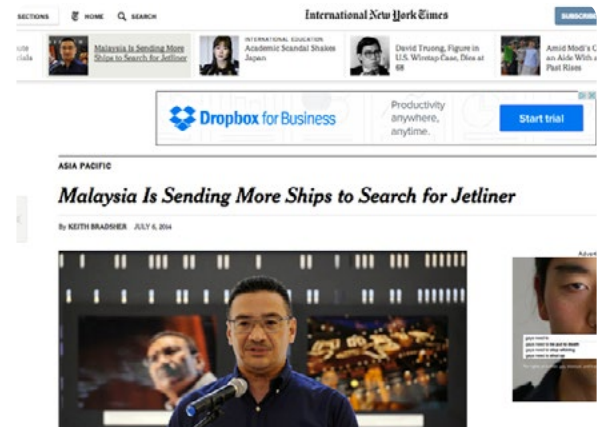 SECTIONS
HOME
SEARCH
International New York Times
SUBSCRIBE
Malaysia Is Sending More
Ships to Search for Jetliner
INTERNATIONAL EDUCATION
Academic Scandal Shakes
Japan
David Truong, Figure in
U.S. Wiretap Case, Dies at
68
Amid Modi's
an Aide With
Past Rises
Dropbox for Business
Productivity
anywhere,
anytime.
Start trial
ASIA PACIFIC
Malaysia Is Sending More Ships to Search for Jetliner
By KEITH BRADSHER JULY 6, 2014